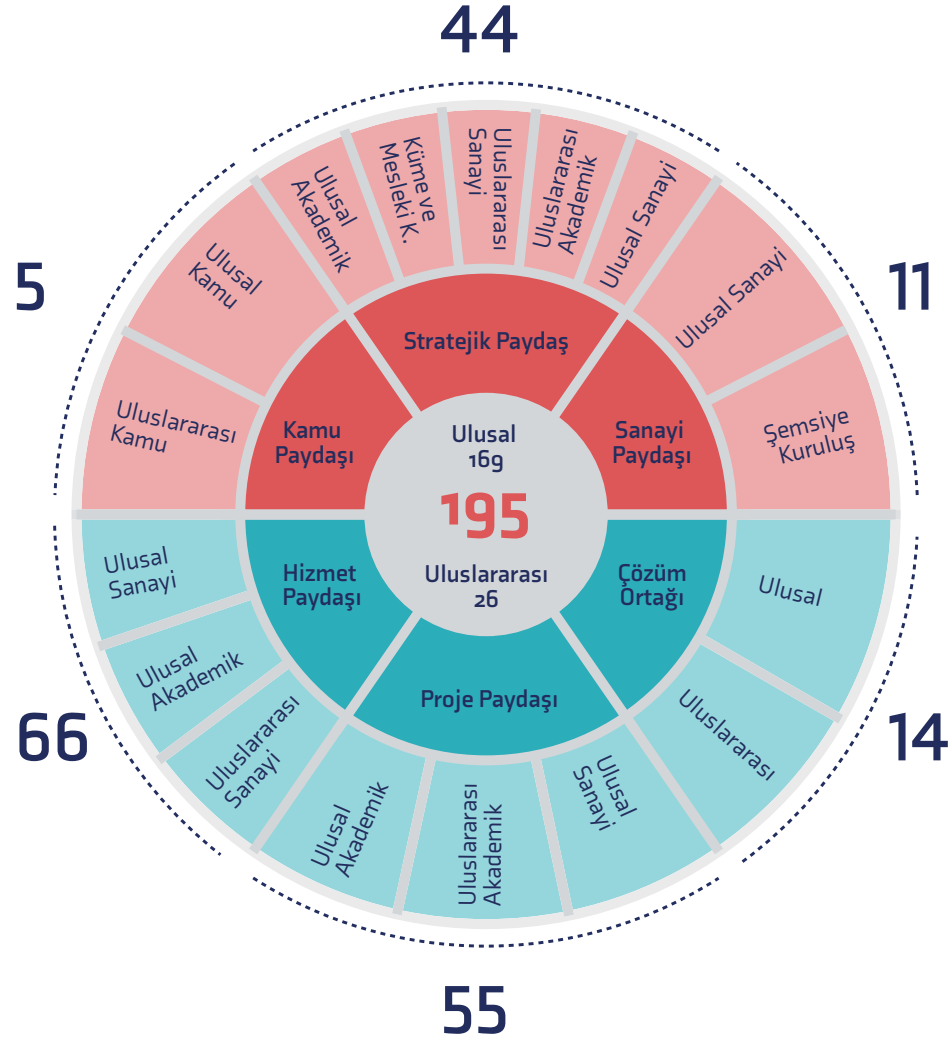 44
Ulusal
Akademik
Küme ve
Mesleki K.
Uluslararası
Sanayi
Uluslararası
Akademik
Ulusal Sanayi
5
Ulusal
Kamu
Uluslararası
Kamu
11
Ulusal Sanayi
Şemsiye
Kuruluş
Stratejik Paydaş
Kamu
Paydaşı
Sanayi
Paydaşı
Ulusal
169
195
Uluslararası
26
Hizmet
Paydaşı
Çözüm
Ortağı
Proje Paydaşı
Ulusal
Sanayi
Ulusal
Akademik
Uluslararası
Sanayi
66
Ulusal
Uluslararası
14
Ulusal
Akademik
Uluslararası
Akademik
Ulusal
Sanayi
55